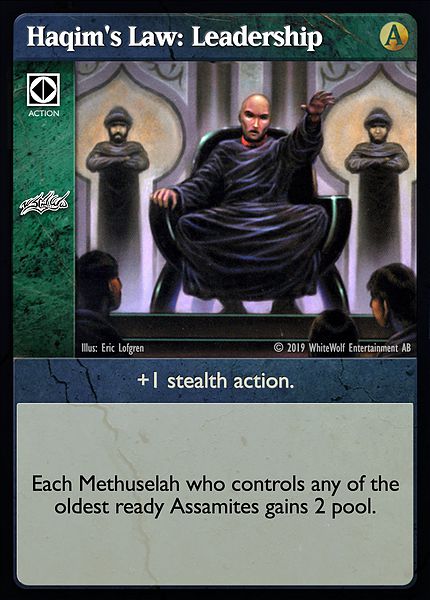 Haqim's Law: Leadership
A
ACTION
Illus: Eric Lofgren
© 2019 WhiteWolf Entertainment AB
+1 stealth action.
Each Methuselah who controls any of the
oldest ready Assamites gains 2 pool.